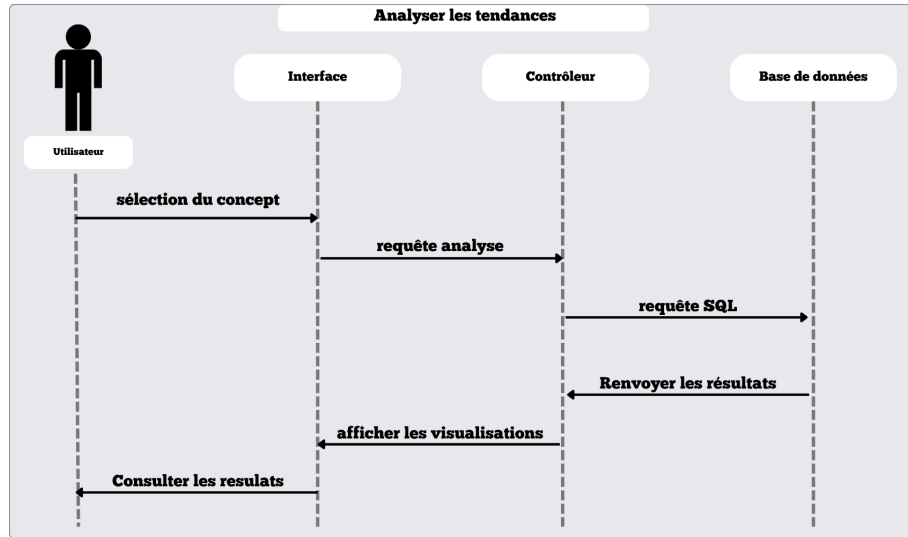 Analyser les tendances
Interface
Contrôleur
Base de données
Utilisateur
sélection du concept
requête analyse
requête SQL
Renvoyer les résultats
afficher les visualisations
Consulter les resulats